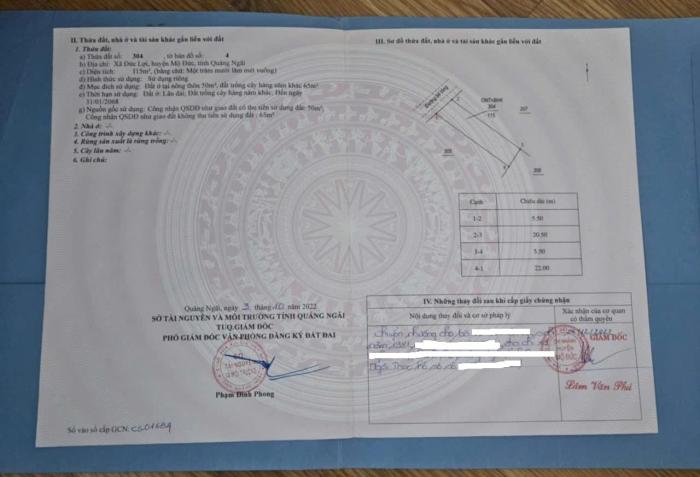 II. Thửa đất, nhà ở và tài sản khác gắn liền với đất
1. Thửa đất:
a) Thửa đất số: 304 tờ bản đồ số: 4
b) Địa chỉ: Xã Đức Lợi, huyện Mộ Đức, tỉnh Quảng Ngãi
c) Diện tích: 115m², (bằng chữ: Một trăm mười lăm mét vuông)
d) Hình thức sử dụng: Sử dụng riêng
đ) Mục đích sử dụng: Đất ở tại nông thôn 50m², đất trồng cây hàng năm khác 65m²
e) Thời hạn sử dụng: Đất ở: Lâu dài; Đất trồng cây hàng năm khác: Đến ngày
31/01/2068
g) Nguồn gốc sử dụng: Công nhận QSDĐ như giao đất có thu tiền sử dụng đất: 50m²,
Công nhận QSDĐ như giao đất không thu tiền sử dụng đất : 65m²
2. Nhà ở: -/-
3. Công trình xây dựng khác: -/-
4. Rừng sản xuất là rừng trồng: -/-
5. Cây lâu năm: -/-
6. Ghi chú:
Quảng Ngãi, ngày 3 tháng 10 năm 2022
SỞ TÀI NGUYÊN VÀ MÔI TRƯỜNG TỈNH QUẢNG NGÃI
TUQ.GIÁM ĐỐC
PHÓ GIÁM ĐỐC VĂN PHÒNG ĐĂNG KÝ ĐẤT ĐAI
Phạm Đình Phong
Số vào sổ cấp GCN: CS01684
III. Sơ đồ thửa đất, nhà ở và tài sản khác gắn liền với đất
304
115
Cạnh Chiều dài (m)
1-2 5.50
2-3 20.50
3-4 5.50
4-1 22.00
IV. Những thay đổi sau khi cấp giấy chứng nhận
Nội dung thay đổi và cơ sở pháp lý
Xác nhận của cơ quan
có thẩm quyền
GIÁM ĐỐC
MỘ ĐỨC
Lâm Văn Phú